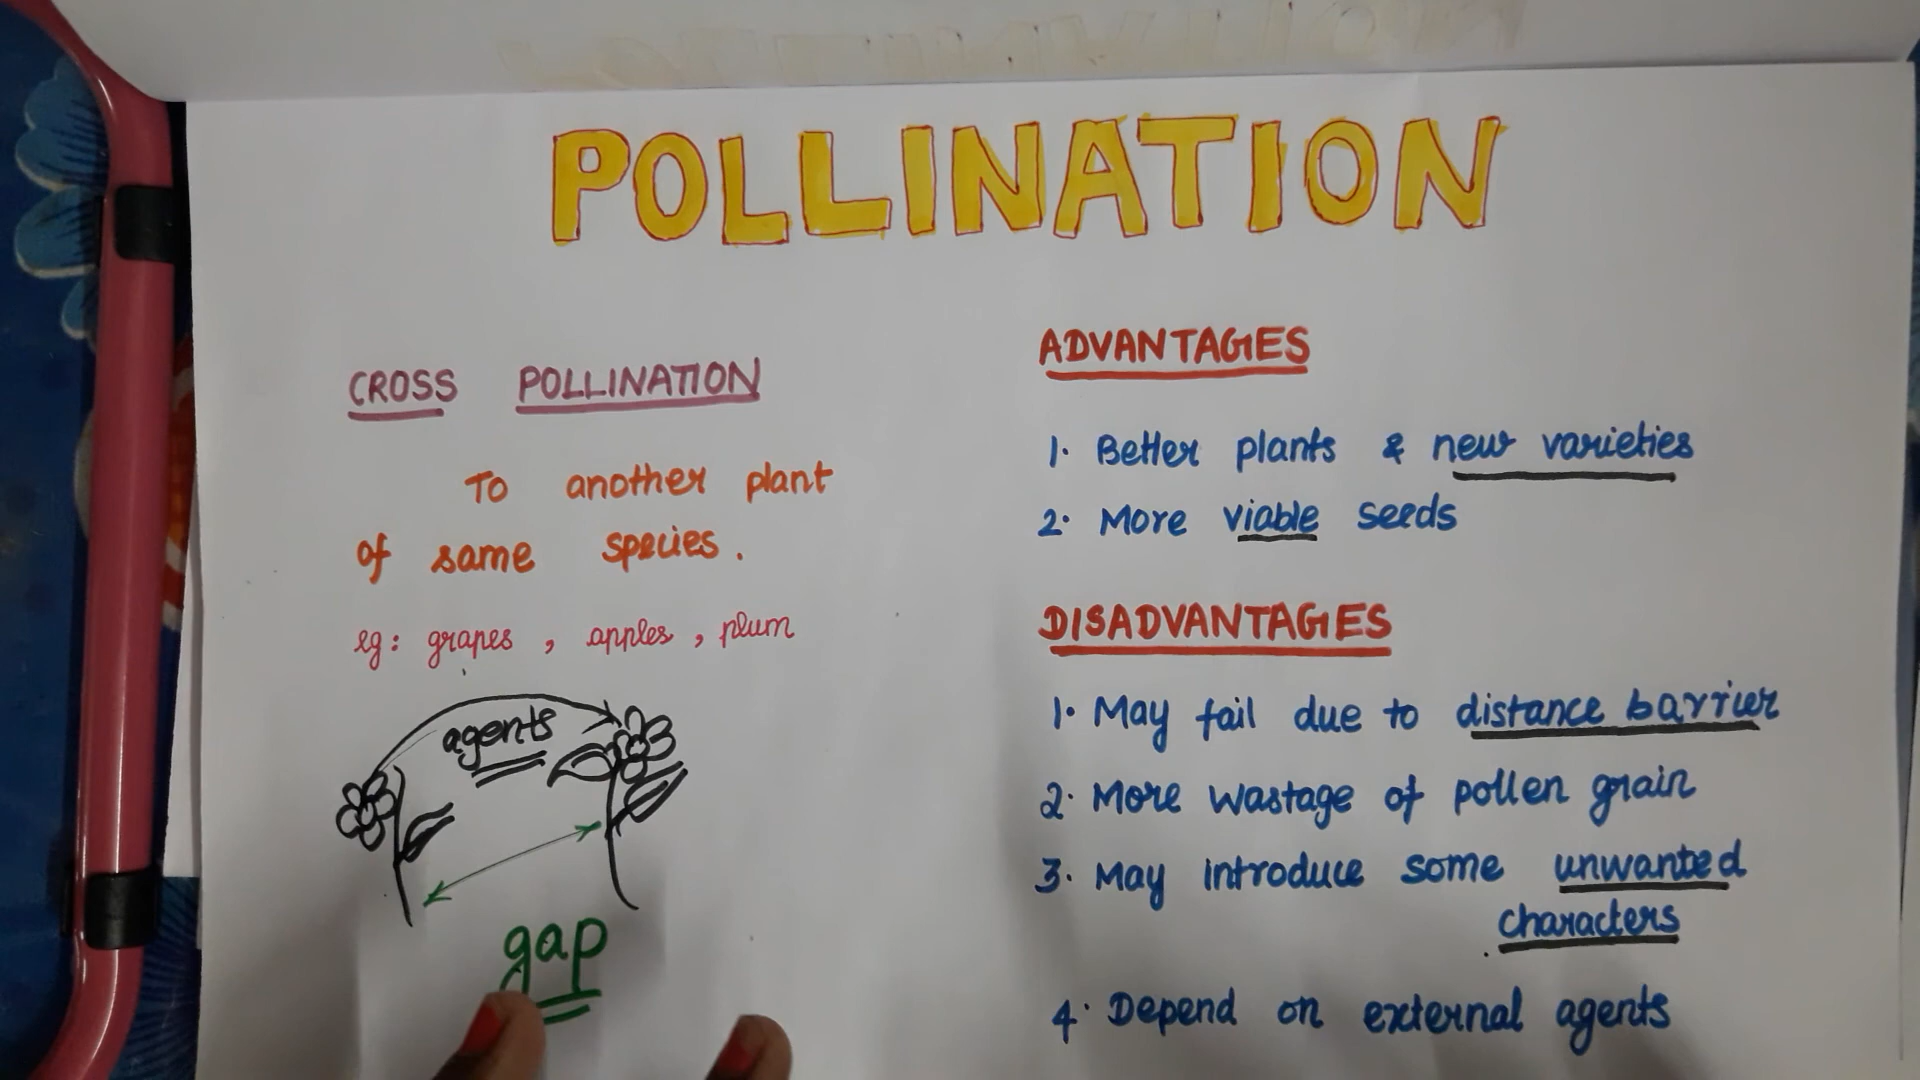 POLLINATION
CROSS POLLINATION
To another plant
of same species.
eg: grapes, apples, plum
agents
gap
ADVANTAGES
1. Better plants & new varieties
2. More viable seeds
DISADVANTAGES
1. May fail due to distance barrier
2. More wastage of pollen grain
3. May introduce some unwanted
characters
4. Depend on external agents